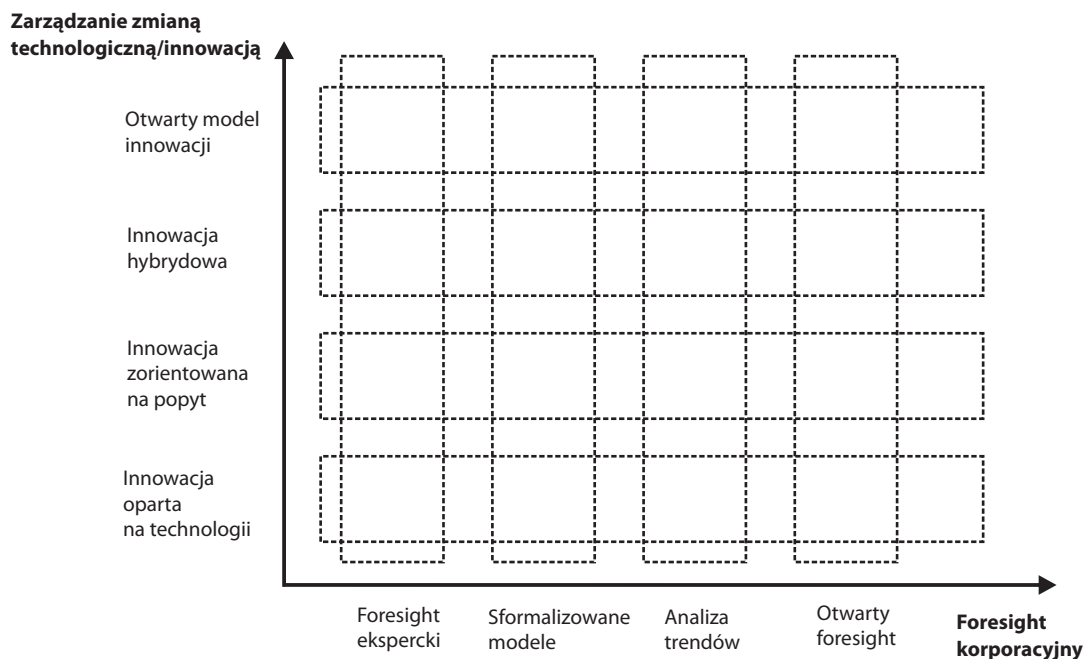 Zarządzanie zmianą
technologiczną/innowacją
Otwarty model
innowacji
Innowacja
hybrydowa
Innowacja
zorientowana
na popyt
Innowacja
oparta
na technologii
Foresight
ekspercki
Sformalizowane
modele
Analiza
trendów
Otwarty
foresight
Foresight
korporacyjny